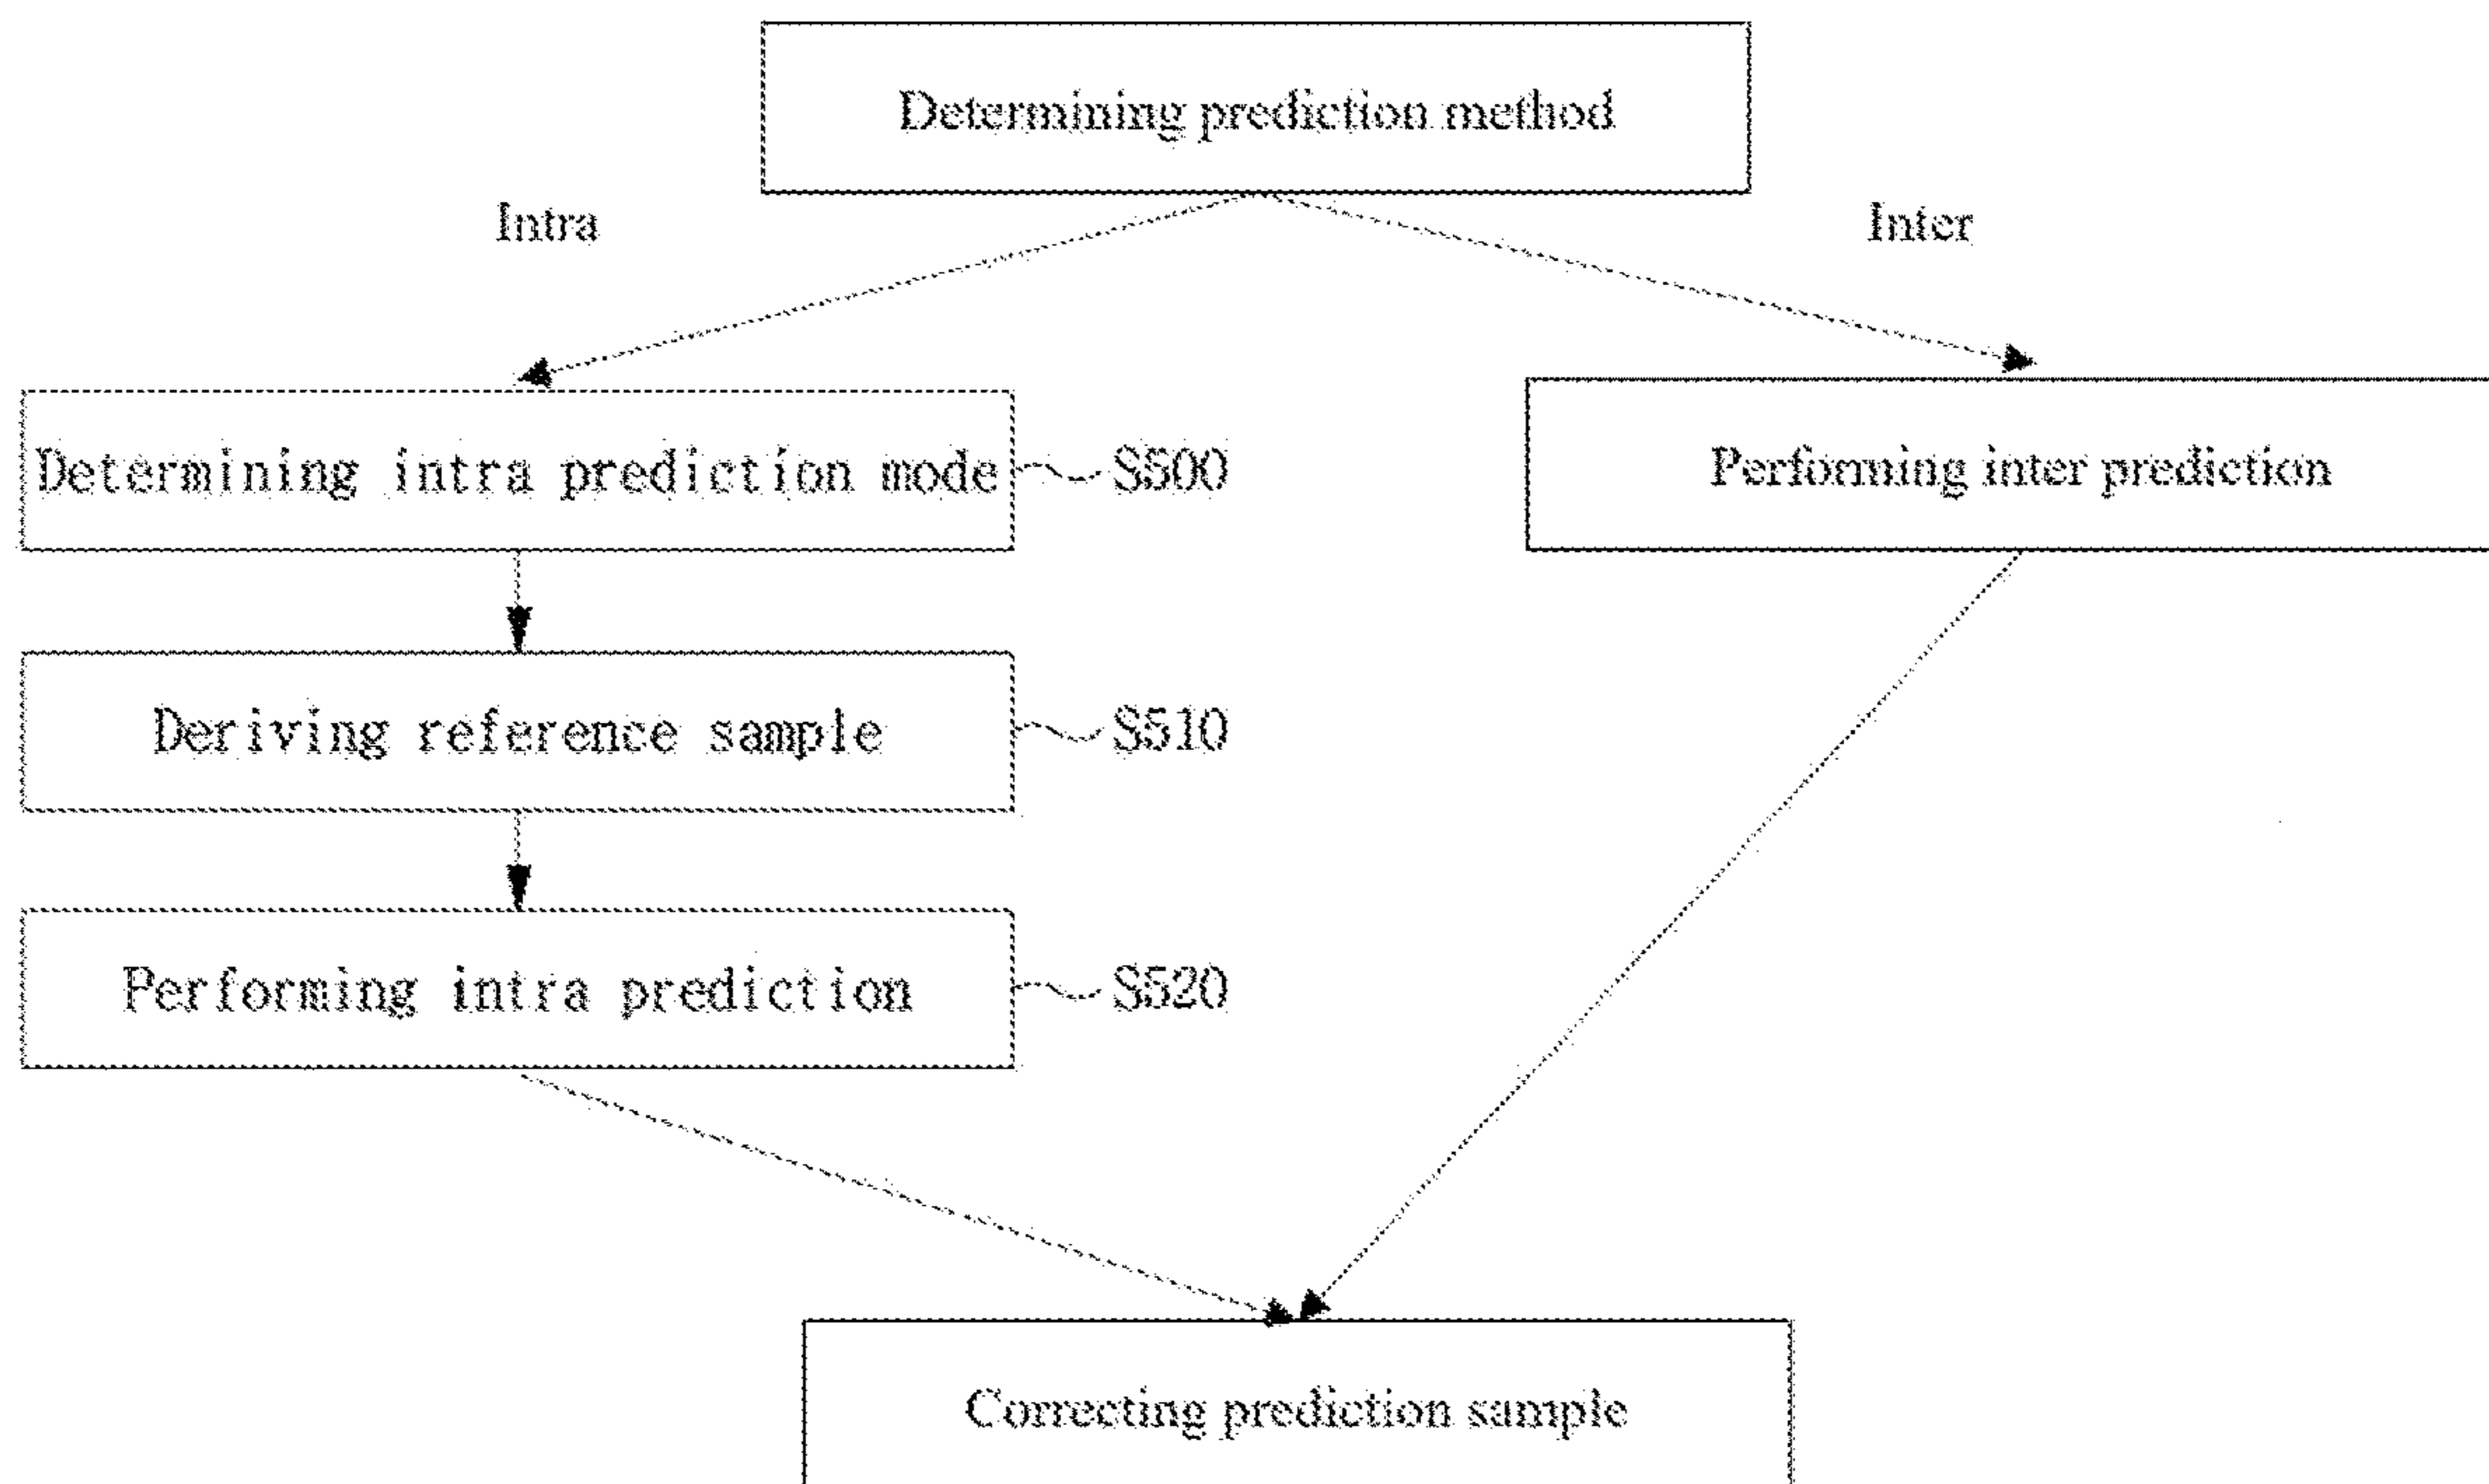 Determining prediction method
Intra
Inter
Determining intra prediction mode
S500
Performing inter prediction
Deriving reference sample
S510
Performing intra prediction
S520
Correcting prediction sample